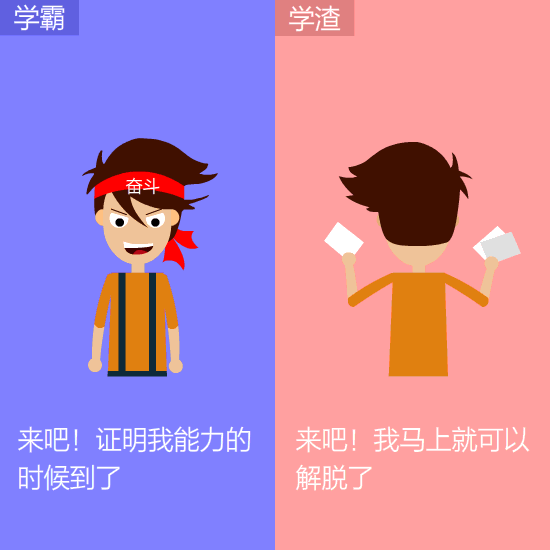 学霸
奋斗
来吧！证明我能力的
时候到了
学渣
来吧！我马上就可以
解脱了